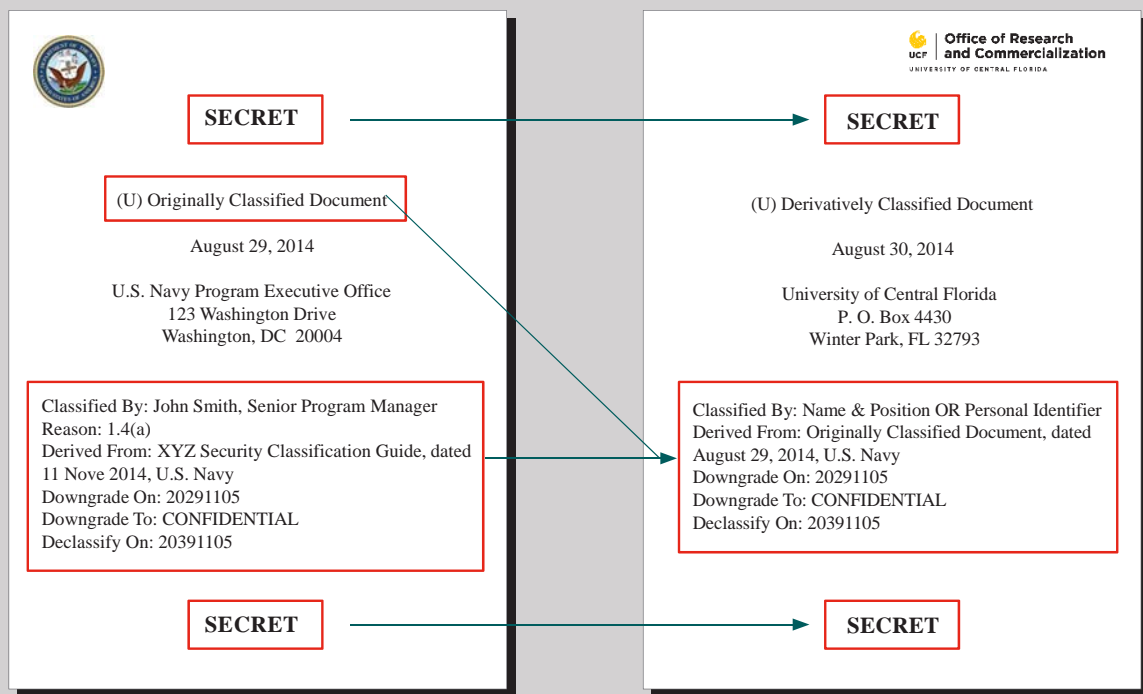 SECRET
(U) Originally Classified Document
August 29, 2014
U.S. Navy Program Executive Office
123 Washington Drive
Washington, DC 20004
Classified By: John Smith, Senior Program Manager
Reason: 1.4(a)
Derived From: XYZ Security Classification Guide, dated
11 Nove 2014, U.S. Navy
Downgrade On: 20291105
Downgrade To: CONFIDENTIAL
Declassify On: 20391105
SECRET
UCF
Office of Research
and Commercialization
UNIVERSITY OF CENTRAL FLORIDA
SECRET
(U) Derivatively Classified Document
August 30, 2014
University of Central Florida
P. O. Box 4430
Winter Park, FL 32793
Classified By: Name & Position OR Personal Identifier
Derived From: Originally Classified Document, dated
August 29, 2014, U.S. Navy
Downgrade On: 20291105
Downgrade To: CONFIDENTIAL
Declassify On: 20391105
SECRET